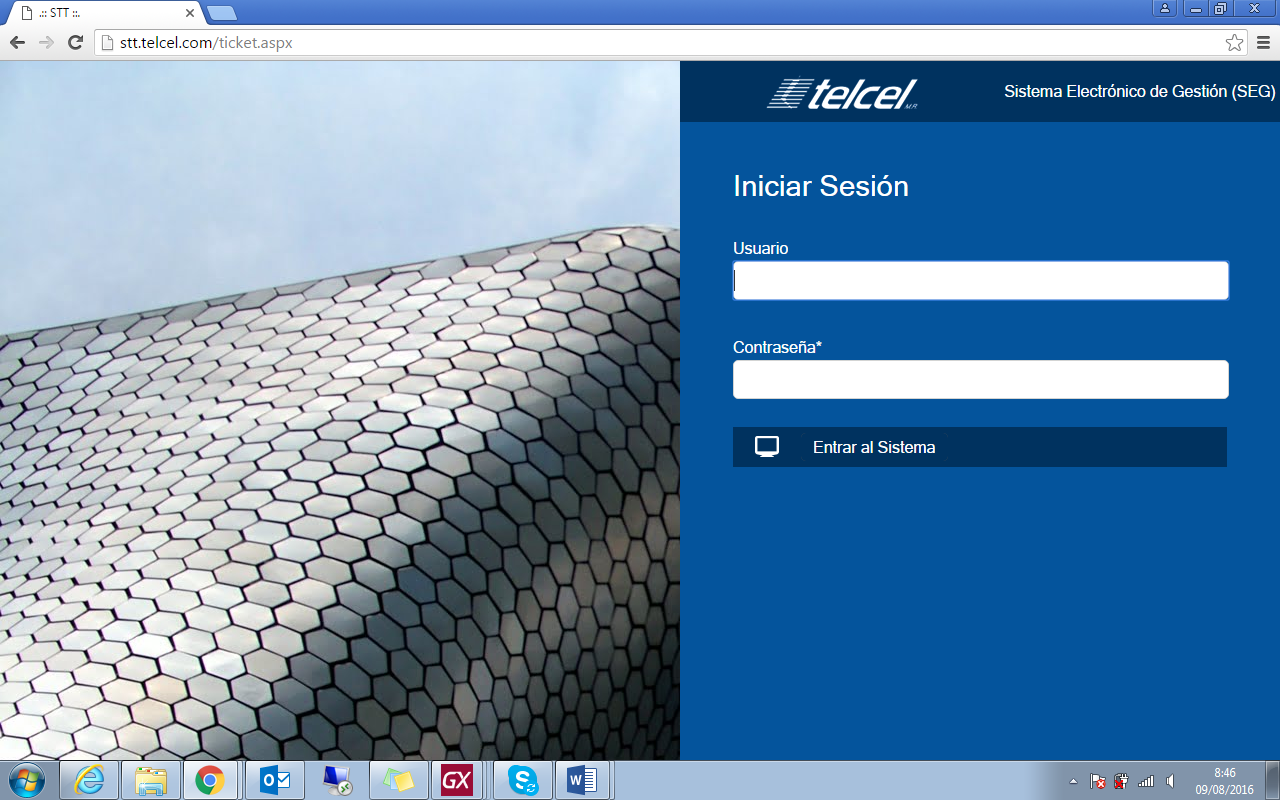 .:: STT ::.
stt.telcel.com/ticket.aspx
telcel M.R
Sistema Electrónico de Gestión (SEG)
Iniciar Sesión
Usuario
Contraseña*
Entrar al Sistema
GX
8:46
09/08/2016